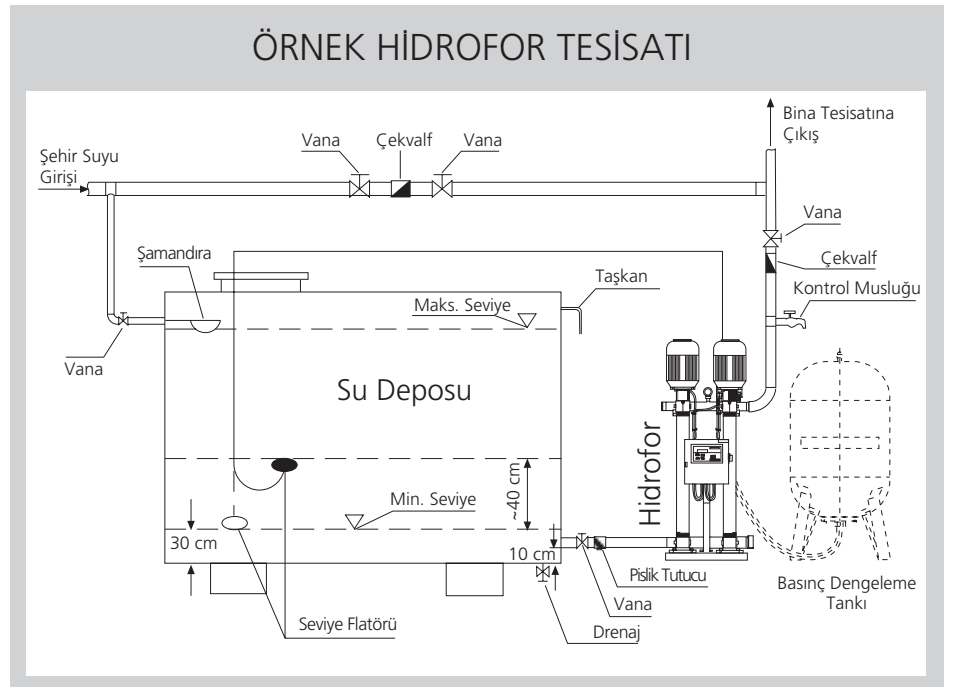 ÖRNEK HİDROFOR TESİSATI
Bina Tesisatına
Çıkış
Vana
Çekvalf
Vana
Şehir Suyu
Girişi
Vana
Çekvalf
Şamandıra
Taşkan
Kontrol Musluğu
Maks. Seviye
Vana
Su Deposu
Hidrofor
~40 cm
Min. Seviye
30 cm
10 cm
Pislik Tutucu
Basınç Dengeleme
Tankı
Vana
Seviye Flatörü
Drenaj